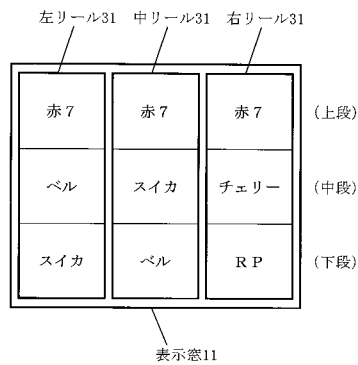 左リール31 中リール31 右リール31
赤７ 赤７ 赤７ (上段)
ベル スイカ チェリー (中段)
スイカ ベル ＲＰ (下段)
表示窓11